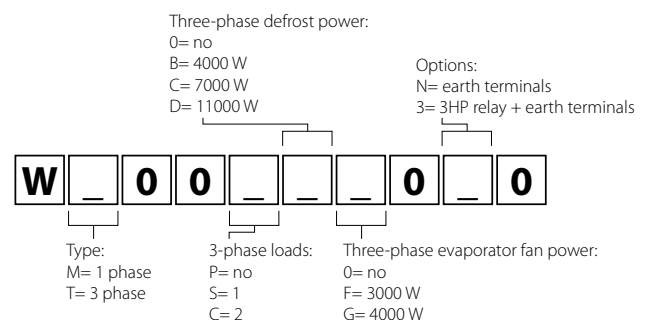 Three-phase defrost power:
0= no
B= 4000 W
C= 7000 W
D= 11000 W
Options:
N= earth terminals
3= 3HP relay + earth terminals
W _ 0 0 _ _ _ 0 _ 0
Type:
M= 1 phase
T= 3 phase
3-phase loads:
P= no
S= 1
C= 2
Three-phase evaporator fan power:
0= no
F= 3000 W
G= 4000 W